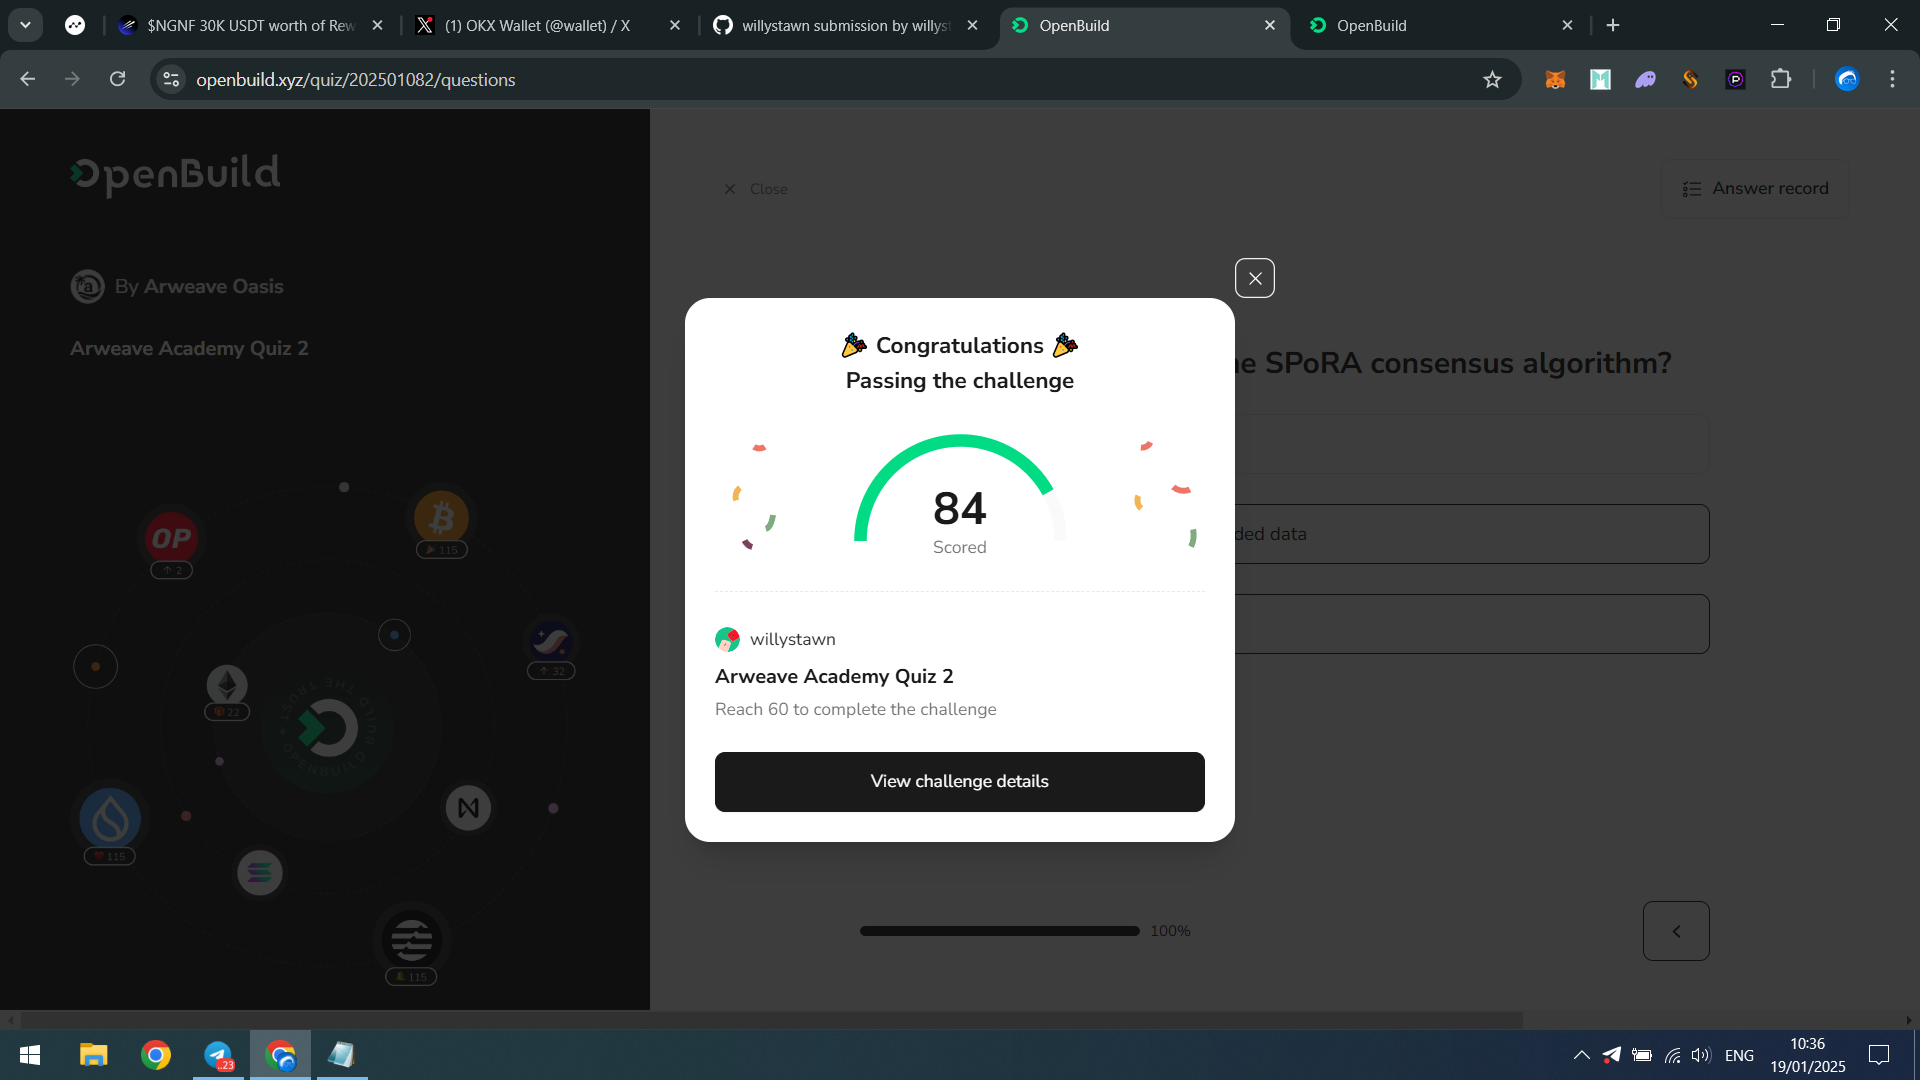 $NGNF 30K USDT worth of Rew
(1) OKX Wallet (@wallet) / X
willystawn submission by willyst
OpenBuild
OpenBuild
openbuild.xyz/quiz/202501082/questions
OpenBuild
Close
Answer record
By Arweave Oasis
Arweave Academy Quiz 2
SPoRA consensus algorithm?
Congratulations
Passing the challenge
84
Scored
data
willystawn
Arweave Academy Quiz 2
Reach 60 to complete the challenge
View challenge details
100%
OP
2
115
32
22
115
115
23
ENG
10:36
19/01/2025